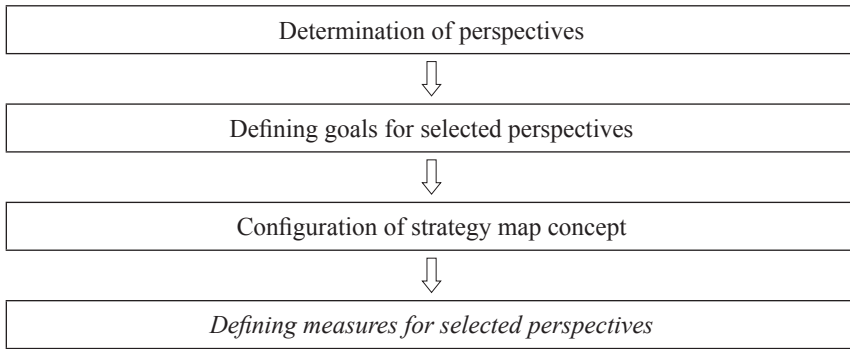 Determination of perspectives
Defining goals for selected perspectives
Configuration of strategy map concept
Defining measures for selected perspectives